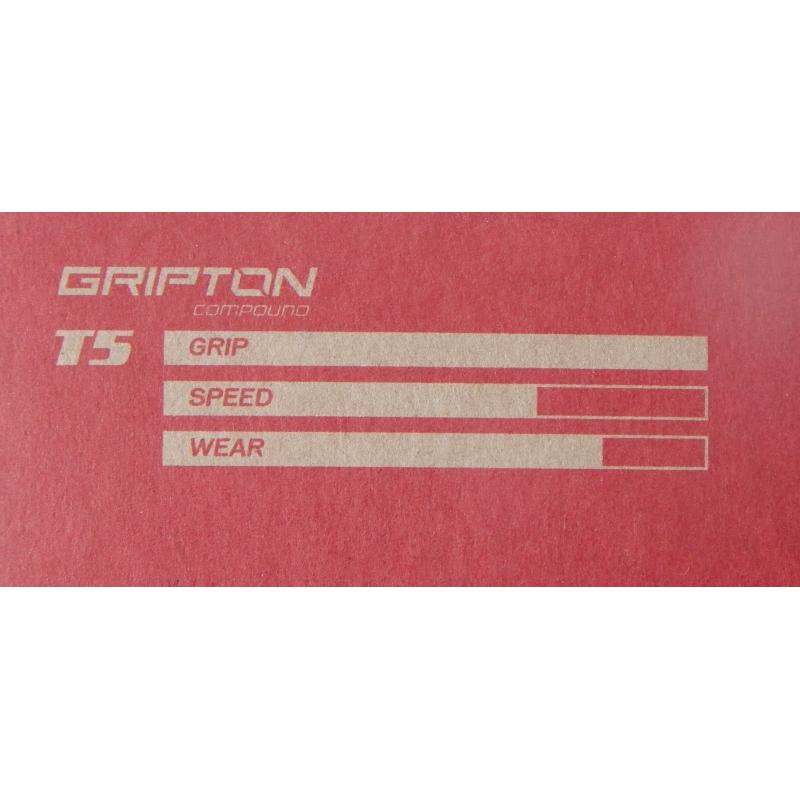 GRIPTON
COMPOUND
T5 GRIP
SPEED
WEAR